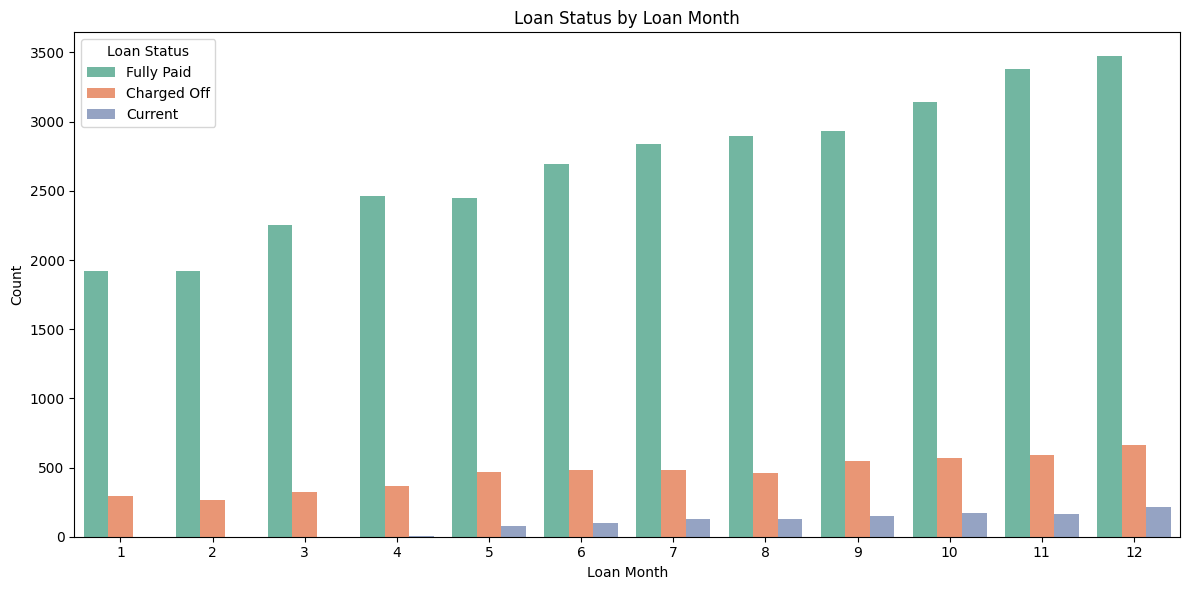 Loan Status by Loan Month
Loan Status
Fully Paid
Charged Off
Current
Count
3500
3000
2500
2000
1500
1000
500
0
1 2 3 4 5 6 7 8 9 10 11 12
Loan Month